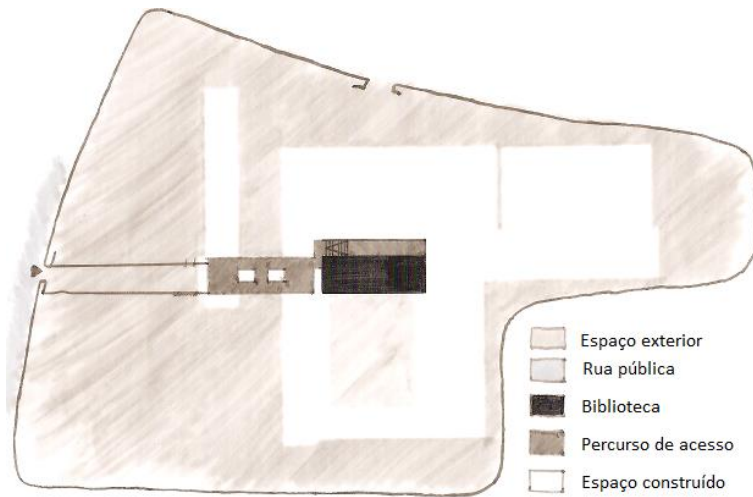 Espaço exterior
Rua pública
Biblioteca
Percurso de acesso
Espaço construído